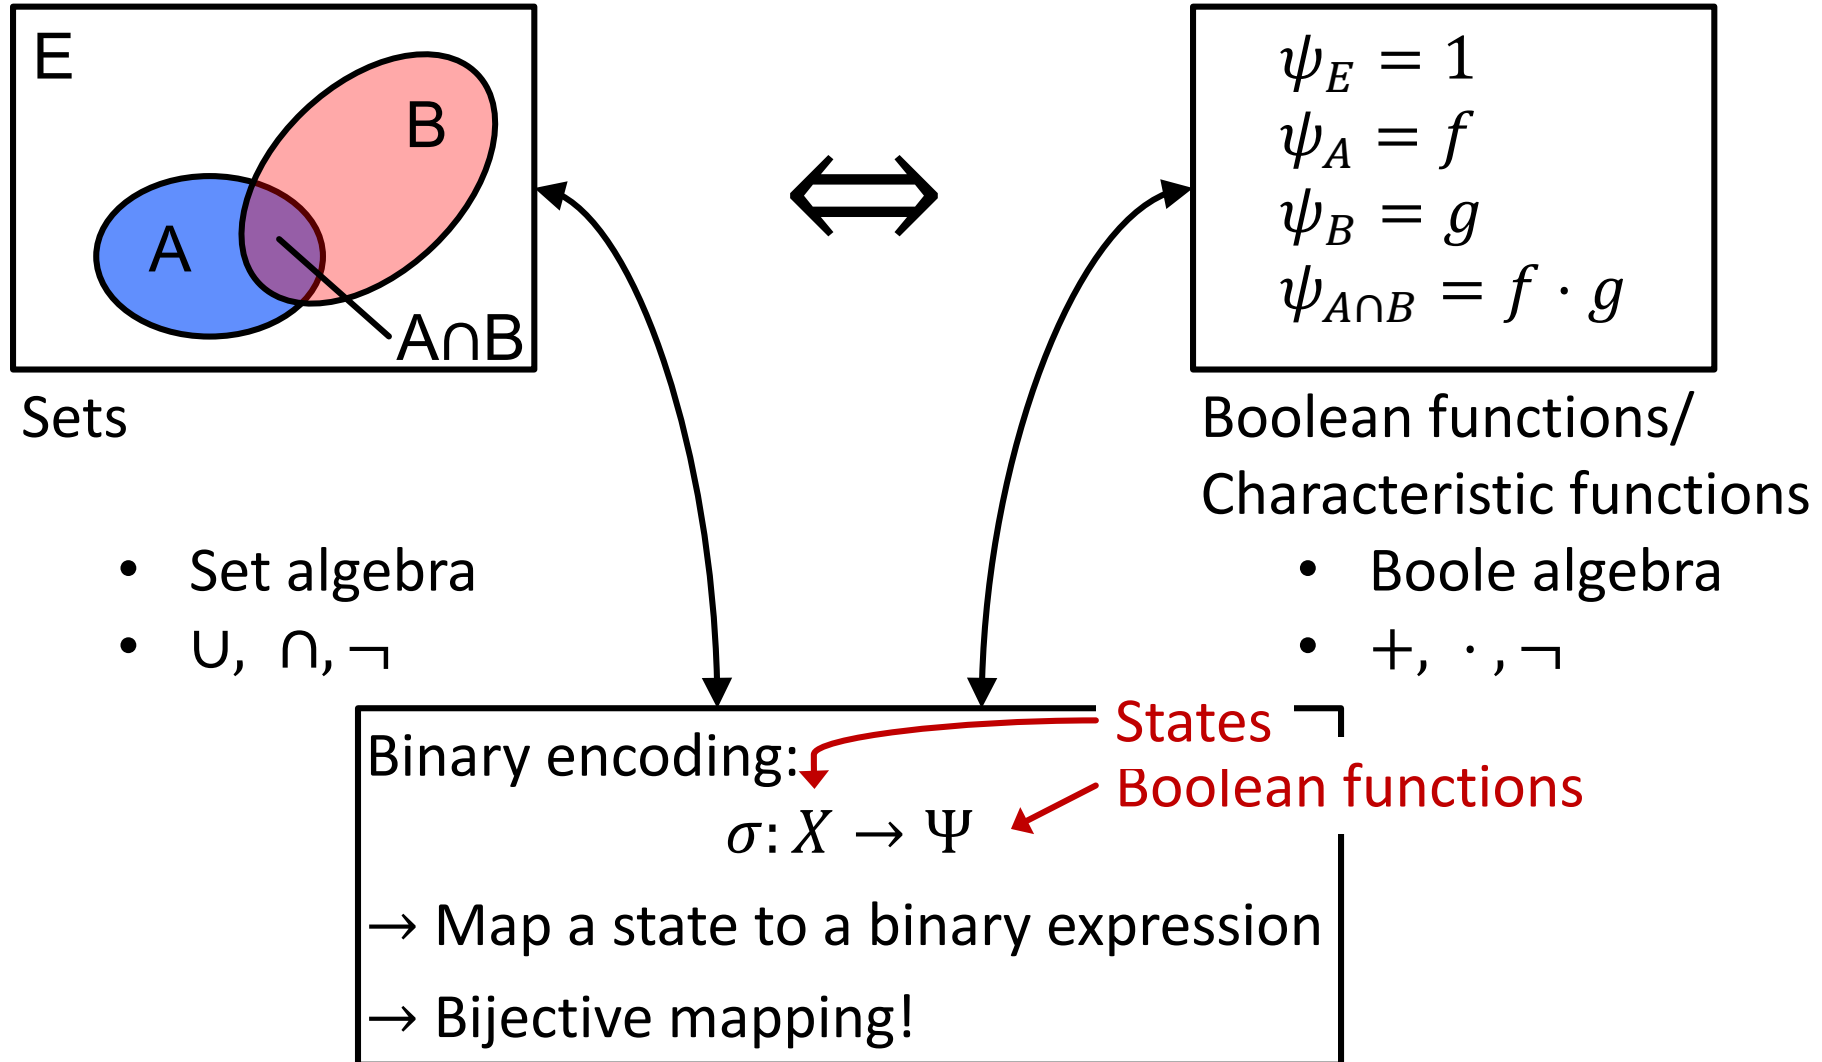 E
B
A
A∩B
Sets
• Set algebra
• ∪, ∩, ¬
ψ_E = 1
ψ_A = f
ψ_B = g
ψ_{A∩B} = f · g
Boolean functions/
Characteristic functions
• Boole algebra
• +, · , ¬
States
Binary encoding:
Boolean functions
σ: X → Ψ
→ Map a state to a binary expression
→ Bijective mapping!